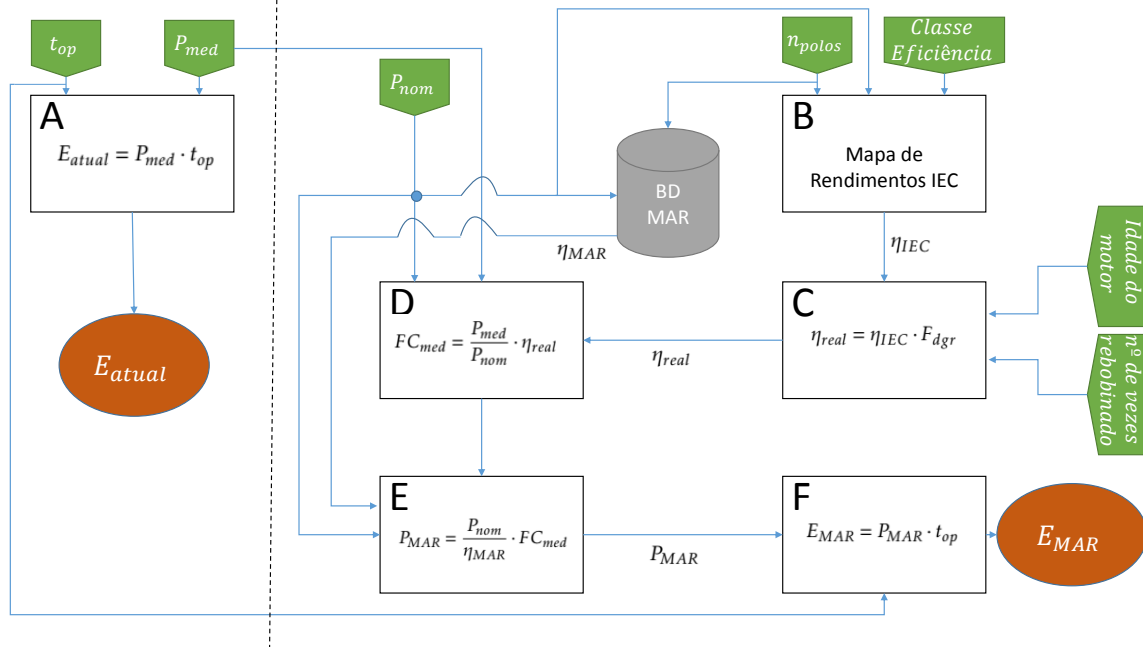 t_op
P_med
A
E_atual = P_med · t_op
E_atual
P_nom
n_polos
Classe
Eficiência
B
Mapa de
Rendimentos IEC
BD
MAR
η_MAR
η_IEC
Idade do
motor
nº de vezes
rebobinado
C
η_real = η_IEC · F_dgr
η_real
D
FC_med = P_med / P_nom · η_real
E
P_MAR = P_nom / η_MAR · FC_med
P_MAR
F
E_MAR = P_MAR · t_op
E_MAR